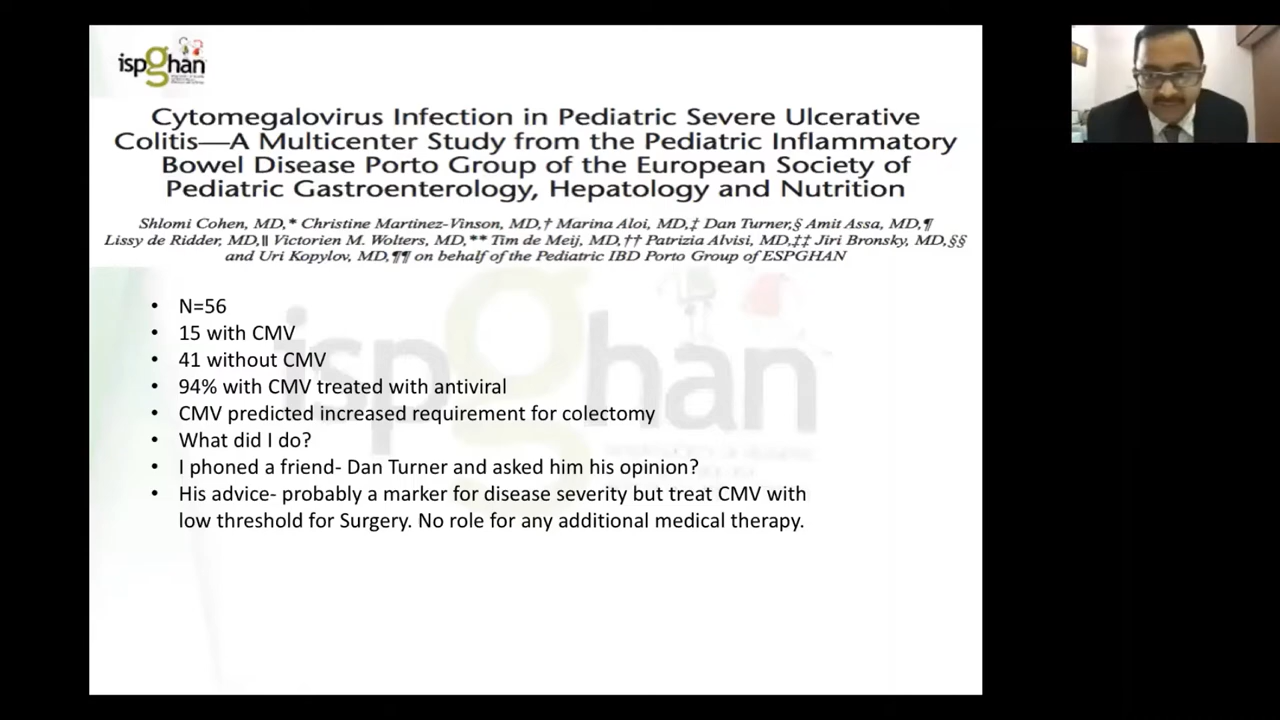 ispghan
Cytomegalovirus Infection in Pediatric Severe Ulcerative
Colitis—A Multicenter Study from the Pediatric Inflammatory
Bowel Disease Porto Group of the European Society of
Pediatric Gastroenterology, Hepatology and Nutrition
Shlomi Cohen, MD,* Christine Martinez-Vinson, MD,† Marina Aloi, MD,‡ Dan Turner,§ Amit Assa, MD,¶
Lissy de Ridder, MD,‖ Victorien M. Wolters, MD,** Tim de Meij, MD,†† Patrizia Alvisi, MD,‡‡ Jiri Bronsky, MD,§§
and Uri Kopylov, MD,¶¶ on behalf of the Pediatric IBD Porto Group of ESPGHAN
ispghan
• N=56
• 15 with CMV
• 41 without CMV
• 94% with CMV treated with antiviral
• CMV predicted increased requirement for colectomy
• What did I do?
• I phoned a friend- Dan Turner and asked him his opinion?
• His advice- probably a marker for disease severity but treat CMV with
low threshold for Surgery. No role for any additional medical therapy.